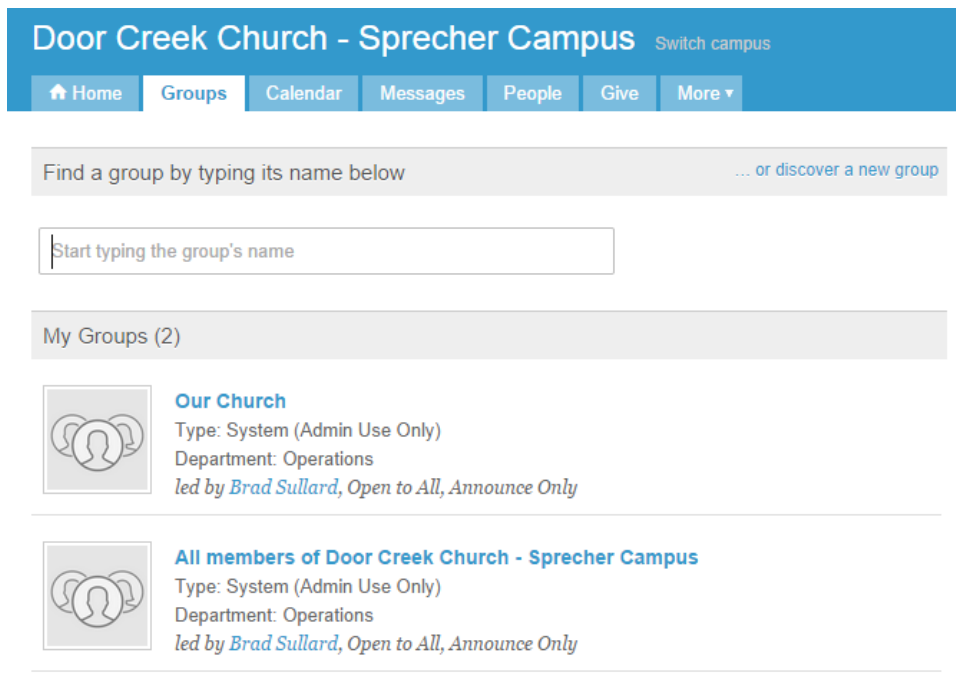 Door Creek Church - Sprecher Campus Switch campus
Home Groups Calendar Messages People Give More ▾
Find a group by typing its name below ... or discover a new group
Start typing the group's name
My Groups (2)
Our Church
Type: System (Admin Use Only)
Department: Operations
led by Brad Sullard, Open to All, Announce Only
All members of Door Creek Church - Sprecher Campus
Type: System (Admin Use Only)
Department: Operations
led by Brad Sullard, Open to All, Announce Only